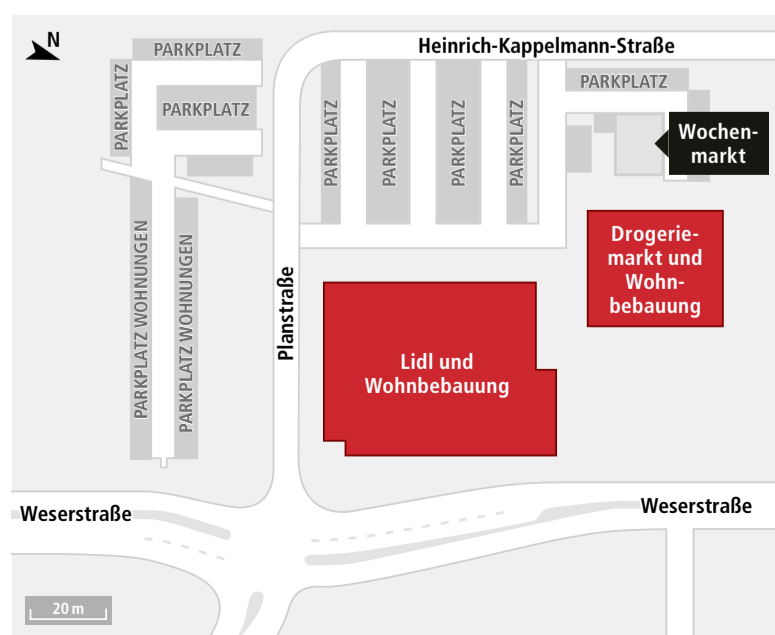 N
PARKPLATZ
Heinrich-Kappelmann-Straße
PARKPLATZ
PARKPLATZ
PARKPLATZ
PARKPLATZ
PARKPLATZ
PARKPLATZ
PARKPLATZ
Wochen-
markt
PARKPLATZ WOHNUNGEN
PARKPLATZ WOHNUNGEN
Planstraße
Drogerie-
markt und
Wohn-
bebauung
Lidl und
Wohnbebauung
Weserstraße
Weserstraße
20 m